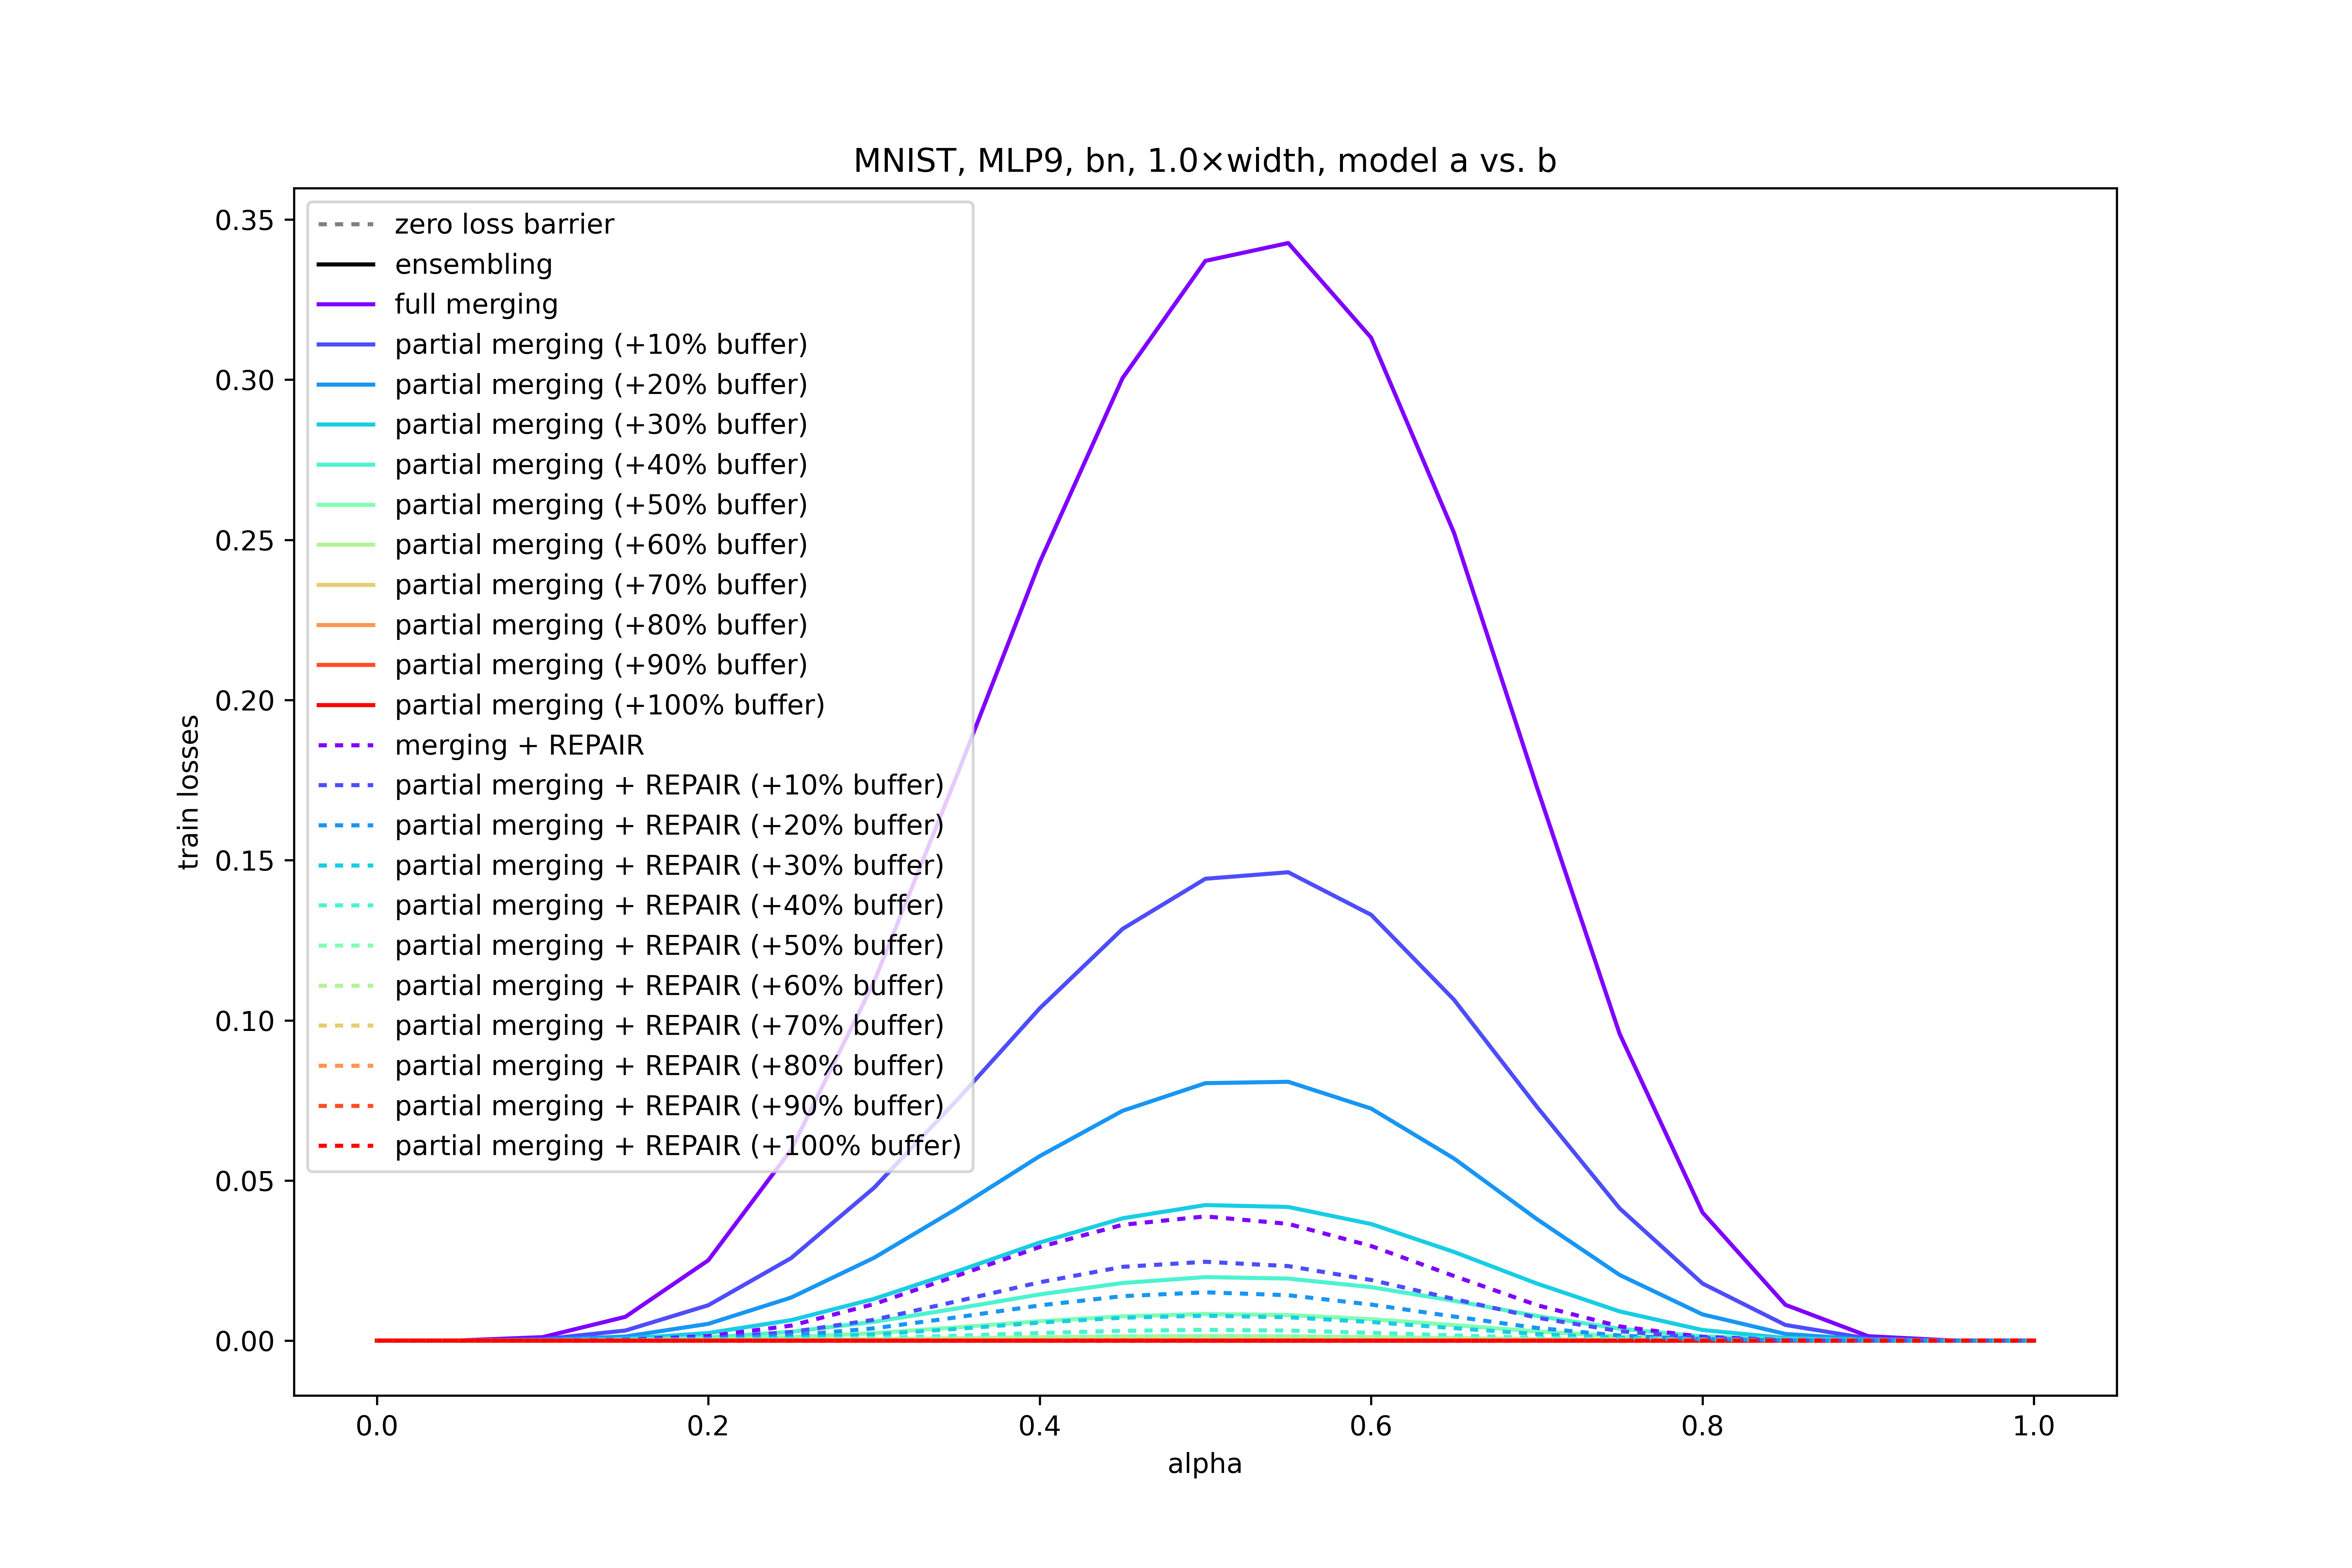 MNIST, MLP9, bn, 1.0×width, model a vs. b
zero loss barrier
ensembling
full merging
partial merging (+10% buffer)
partial merging (+20% buffer)
partial merging (+30% buffer)
partial merging (+40% buffer)
partial merging (+50% buffer)
partial merging (+60% buffer)
partial merging (+70% buffer)
partial merging (+80% buffer)
partial merging (+90% buffer)
partial merging (+100% buffer)
merging + REPAIR
partial merging + REPAIR (+10% buffer)
partial merging + REPAIR (+20% buffer)
partial merging + REPAIR (+30% buffer)
partial merging + REPAIR (+40% buffer)
partial merging + REPAIR (+50% buffer)
partial merging + REPAIR (+60% buffer)
partial merging + REPAIR (+70% buffer)
partial merging + REPAIR (+80% buffer)
partial merging + REPAIR (+90% buffer)
partial merging + REPAIR (+100% buffer)
train losses
0.35
0.30
0.25
0.20
0.15
0.10
0.05
0.00
0.0 0.2 0.4 0.6 0.8 1.0
alpha